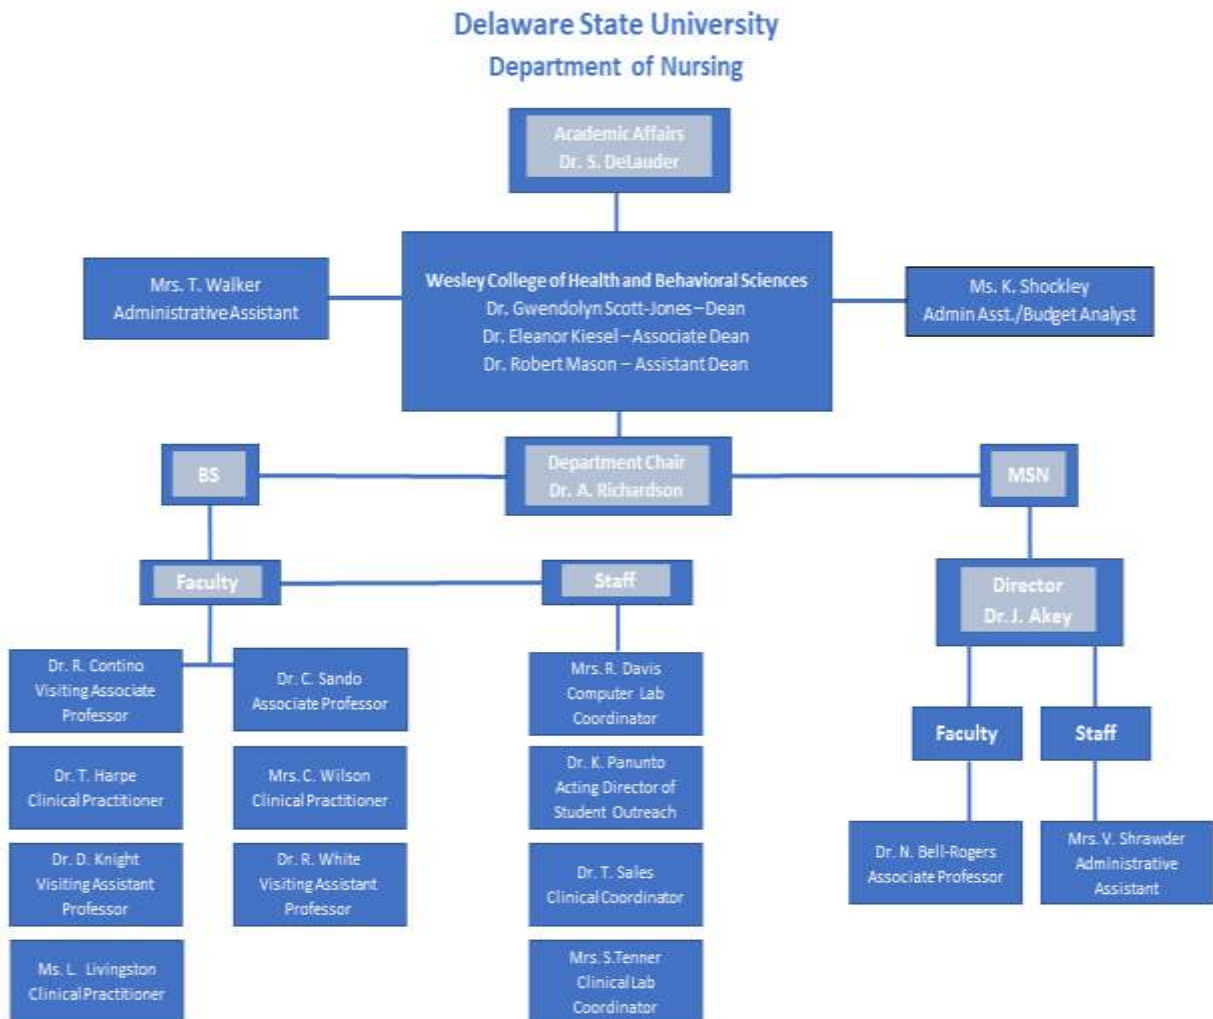 Delaware State University
Department of Nursing
Academic Affairs
Dr. S. DeLauder
Mrs. T. Walker
Administrative Assistant
Wesley College of Health and Behavioral Sciences
Dr. Gwendolyn Scott-Jones – Dean
Dr. Eleanor Kiesel – Associate Dean
Dr. Robert Mason – Assistant Dean
Ms. K. Shockley
Admin Asst./Budget Analyst
BS
Department Chair
Dr. A. Richardson
MSN
Faculty
Staff
Director
Dr. J. Akey
Dr. R. Contino
Visiting Associate
Professor
Dr. C. Sando
Associate Professor
Mrs. R. Davis
Computer Lab
Coordinator
Faculty
Staff
Dr. T. Harpe
Clinical Practitioner
Mrs. C. Wilson
Clinical Practitioner
Dr. K. Panunto
Acting Director of
Student Outreach
Dr. D. Knight
Visiting Assistant
Professor
Dr. R. White
Visiting Assistant
Professor
Dr. T. Sales
Clinical Coordinator
Dr. N. Bell-Rogers
Associate Professor
Mrs. V. Shrawder
Administrative
Assistant
Ms. L. Livingston
Clinical Practitioner
Mrs. S.Tenner
Clinical Lab
Coordinator